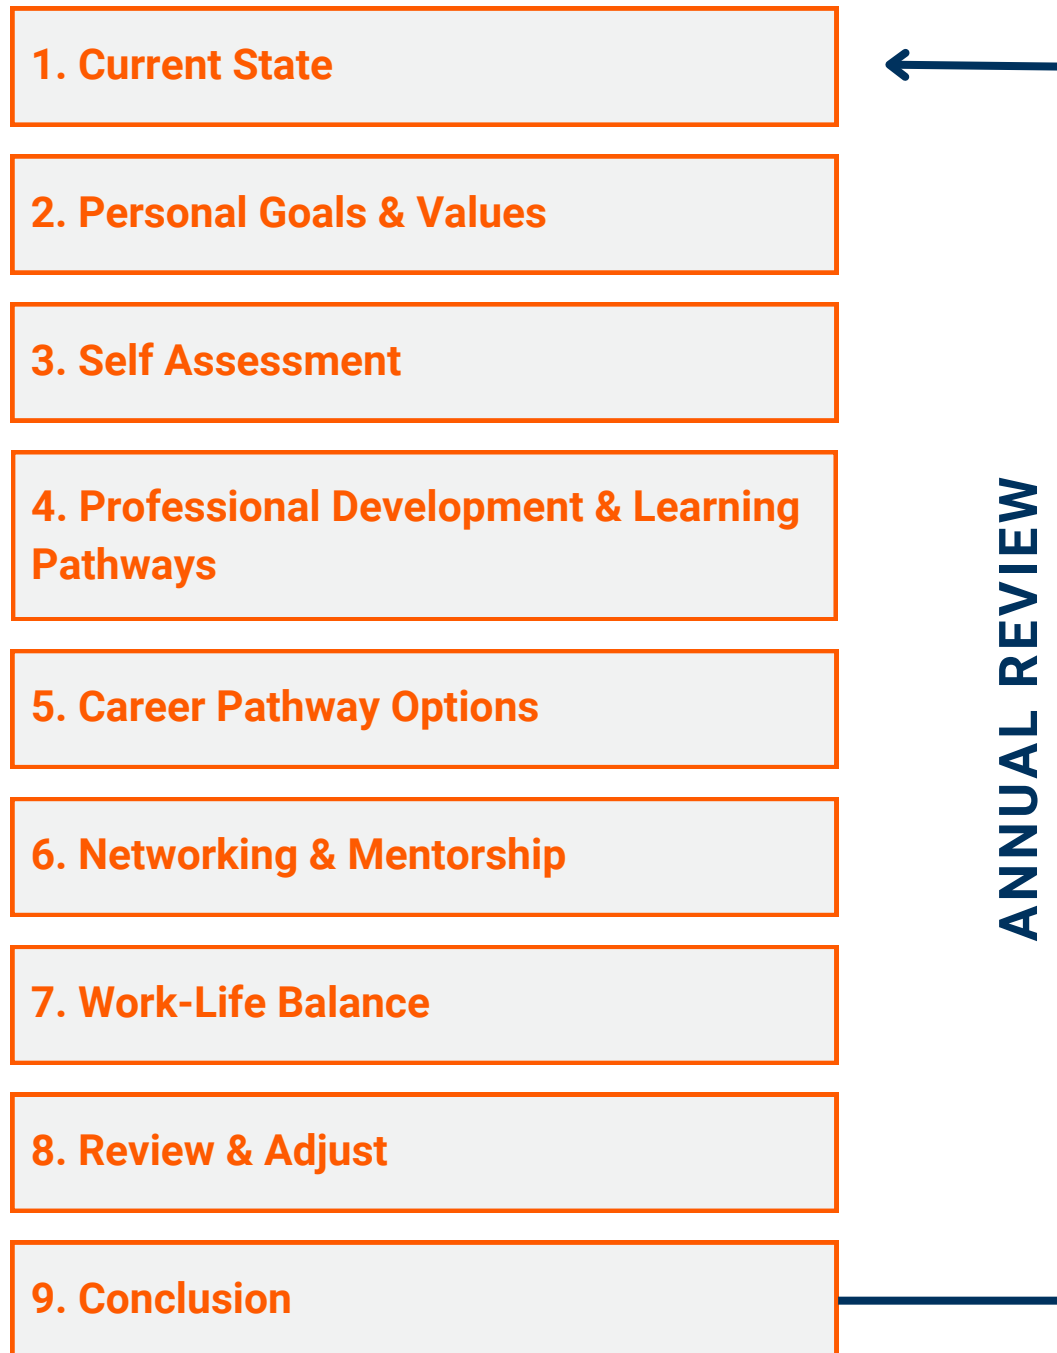 1. Current State
2. Personal Goals & Values
3. Self Assessment
4. Professional Development & Learning
Pathways
5. Career Pathway Options
6. Networking & Mentorship
7. Work-Life Balance
8. Review & Adjust
9. Conclusion
ANNUAL REVIEW